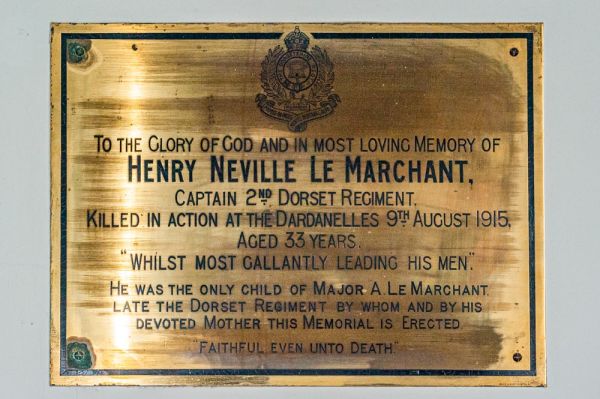 TO THE GLORY OF GOD AND IN MOST LOVING MEMORY OF
HENRY NEVILLE LE MARCHANT,
CAPTAIN 2ND DORSET REGIMENT.
KILLED IN ACTION AT THE DARDANELLES 9TH AUGUST 1915,
AGED 33 YEARS.
"WHILST MOST GALLANTLY LEADING HIS MEN".
HE WAS THE ONLY CHILD OF MAJOR A. LE MARCHANT.
LATE THE DORSET REGIMENT BY WHOM AND BY HIS
DEVOTED MOTHER THIS MEMORIAL IS ERECTED
"FAITHFUL EVEN UNTO DEATH."